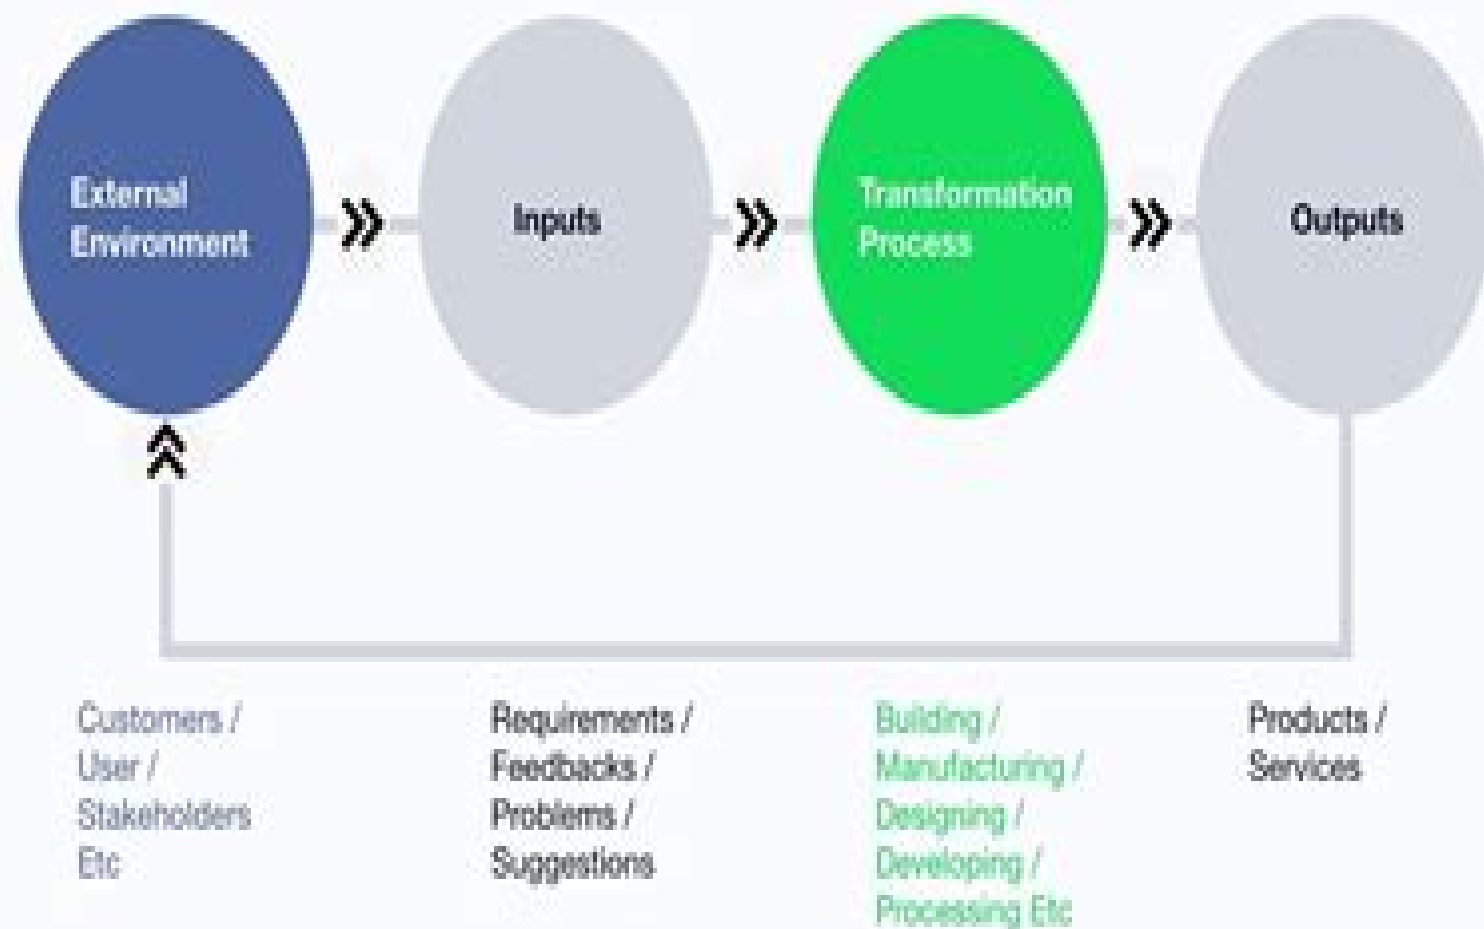 External
Environment
Inputs
Transformation
Process
Outputs
Customers /
User /
Stakeholders
Etc
Requirements /
Feedbacks /
Problems /
Suggestions
Building /
Manufacturing /
Designing /
Developing /
Processing Etc
Products /
Services